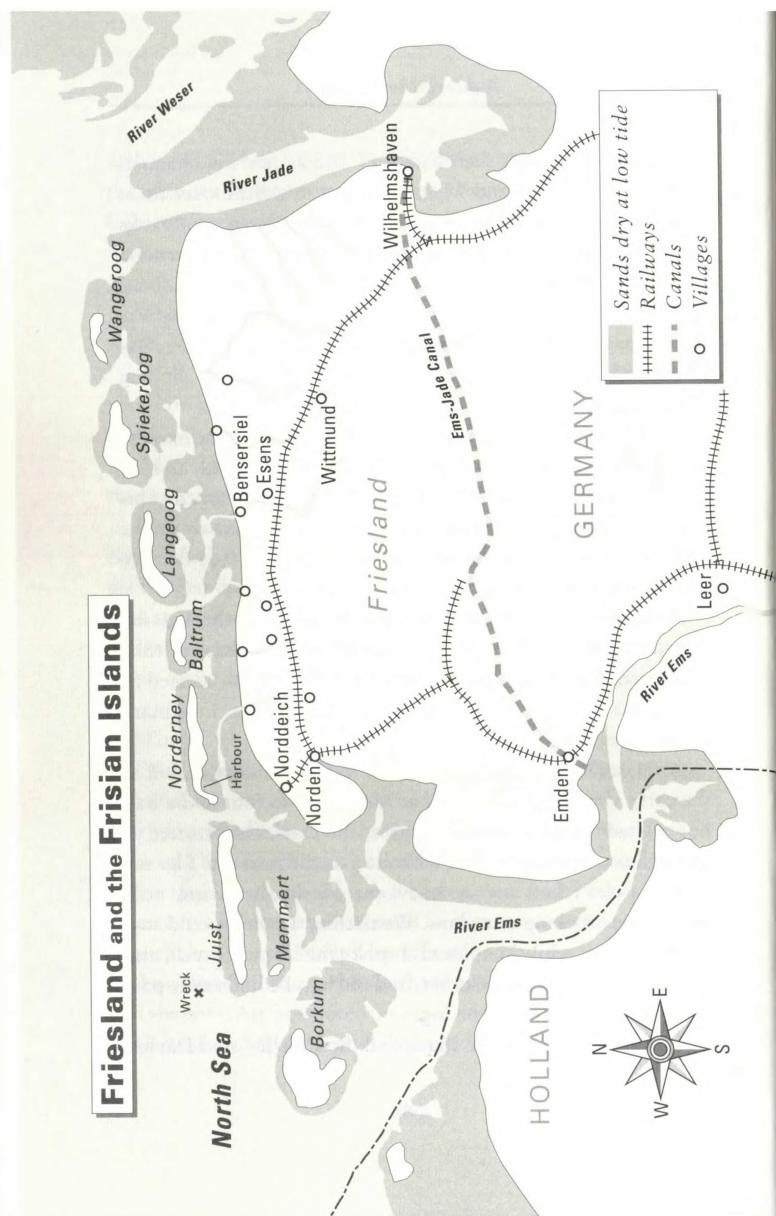 Friesland and the Frisian Islands
North Sea
Wreck
Juist
Memmert
Borkum
Norderney
Harbour
Baltrum
Langeoog
Spiekeroog
Wangeroog
River Weser
River Jade
Norddeich
Norden
Bensersiel
Esens
Wittmund
Wilhelmshaven
Friesland
Ems-Jade Canal
Emden
River Ems
River Ems
Leer
HOLLAND
GERMANY
N
E
S
W
Sands dry at low tide
Railways
Canals
Villages